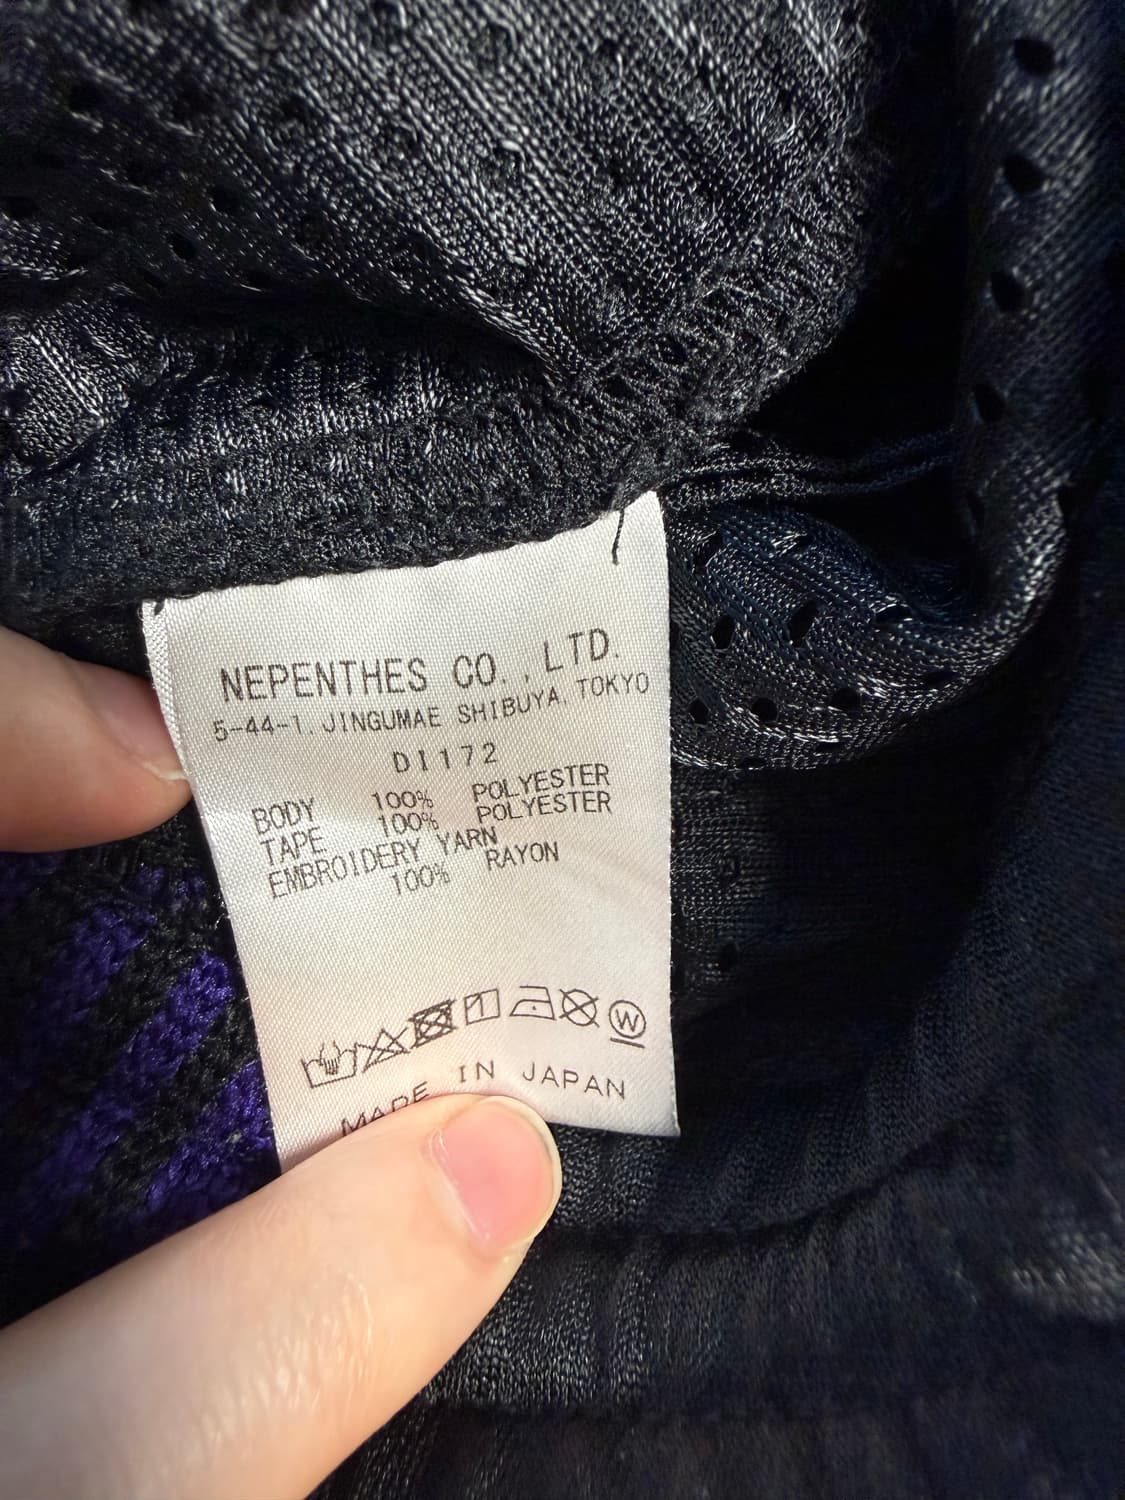 NEPENTHES CO.,LTD.
5-44-1, JINGUMAE SHIBUYA, TOKYO
DI172
BODY 100% POLYESTER
TAPE 100% POLYESTER
EMBROIDERY YARN
100% RAYON
W
MADE IN JAPAN